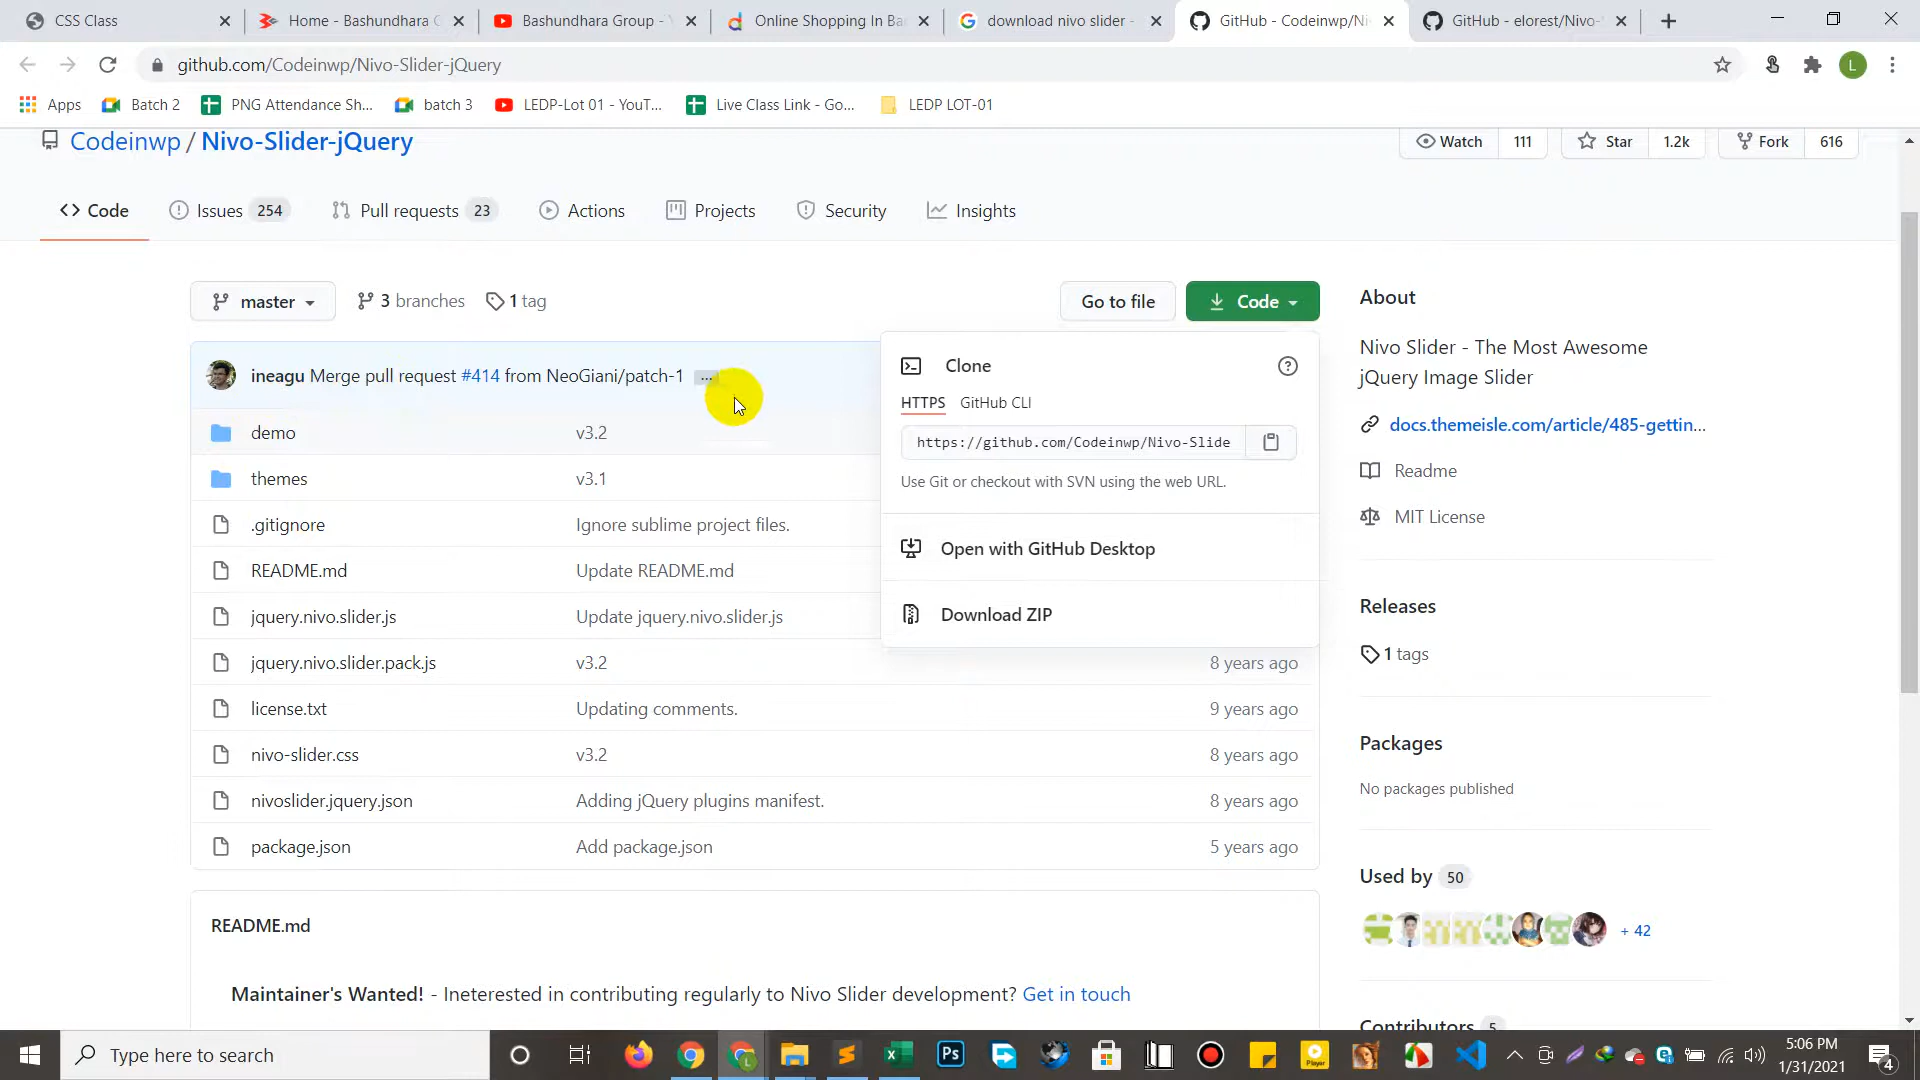 CSS Class
Home - Bashundhara G
Bashundhara Group - Y
Online Shopping In Ba
download nivo slider -
GitHub - Codeinwp/Ni
GitHub - elorest/Nivo-
github.com/Codeinwp/Nivo-Slider-jQuery
L
Apps
Batch 2
PNG Attendance Sh...
batch 3
LEDP-Lot 01 - YouT...
Live Class Link - Go...
LEDP LOT-01
Codeinwp / Nivo-Slider-jQuery
Watch 111
Star 1.2k
Fork 616
Code
Issues 254
Pull requests 23
Actions
Projects
Security
Insights
master
3 branches
1 tag
Go to file
Code
ineagu Merge pull request #414 from NeoGiani/patch-1 ...
demo v3.2
themes v3.1
.gitignore Ignore sublime project files.
README.md Update README.md
jquery.nivo.slider.js Update jquery.nivo.slider.js
jquery.nivo.slider.pack.js v3.2 8 years ago
license.txt Updating comments. 9 years ago
nivo-slider.css v3.2 8 years ago
nivoslider.jquery.json Adding jQuery plugins manifest. 8 years ago
package.json Add package.json 5 years ago
Clone
HTTPS GitHub CLI
https://github.com/Codeinwp/Nivo-Slide
Use Git or checkout with SVN using the web URL.
Open with GitHub Desktop
Download ZIP
README.md
Maintainer's Wanted! - Ineterested in contributing regularly to Nivo Slider development? Get in touch
About
Nivo Slider - The Most Awesome
jQuery Image Slider
docs.themeisle.com/article/485-gettin...
Readme
MIT License
Releases
1 tags
Packages
No packages published
Used by 50
+ 42
Contributors 5
Type here to search
Ps
Player
5:06 PM
1/31/2021
4